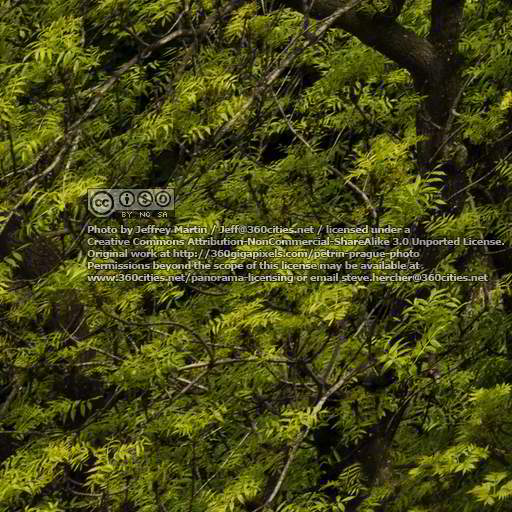 cc
BY NC SA
Photo by Jeffrey Martin / Jeff@360cities.net / licensed under a
Creative Commons Attribution-NonCommercial-ShareAlike 3.0 Unported License.
Original work at http://360gigapixels.com/petrin-prague-photo
Permissions beyond the scope of this license may be available at
www.360cities.net/panorama-licensing or email steve.hercher@360cities.net